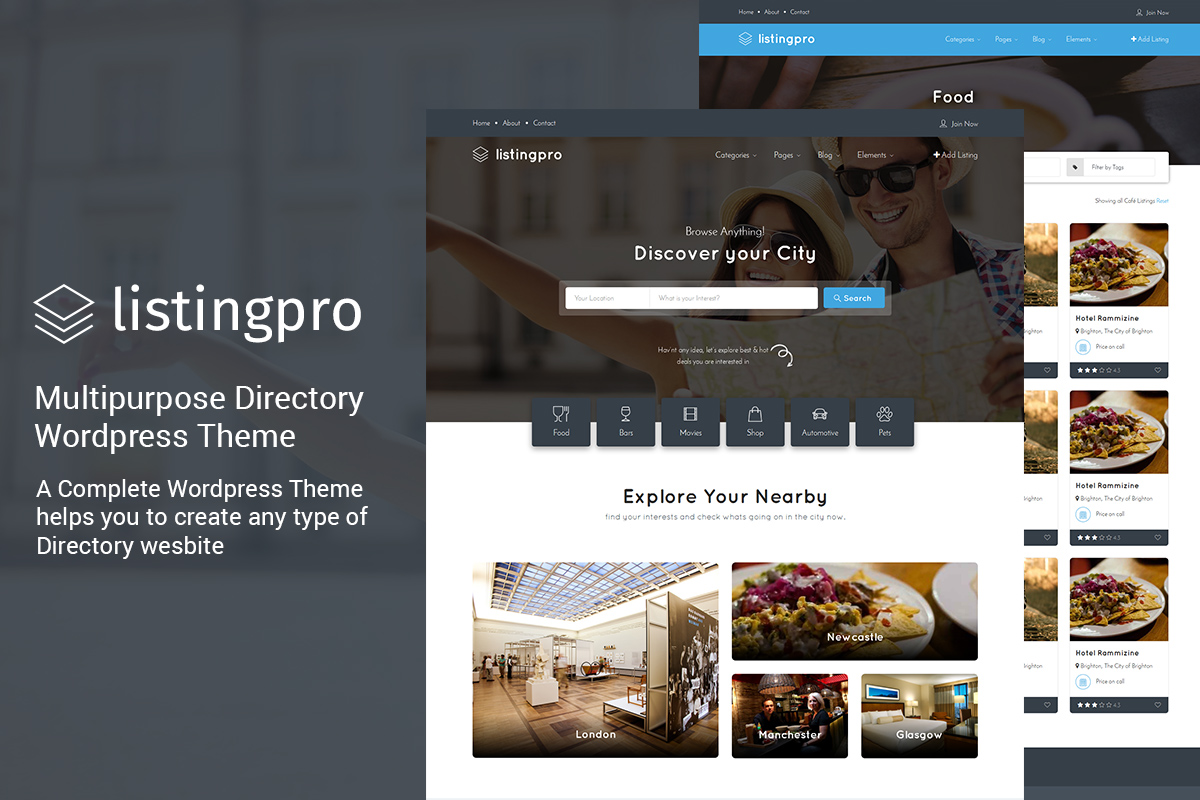 listingpro
Multipurpose Directory
Wordpress Theme
A Complete Wordpress Theme
helps you to create any type of
Directory wesbite
Home • About • Contact
Join Now
listingpro
Categories
Pages
Blog
Elements
+Add Listing
Browse Anything!
Discover your City
Your Location
What is your Interest?
Search
Hav'nt any idea, let's explore best & hot
deals you are interested in
Food
Bars
Movies
Shop
Automotive
Pets
Explore Your Nearby
find your interests and check whats going on in the city now.
London
Newcastle
Manchester
Glasgow
Home • About • Contact
Join Now
listingpro
Categories
Pages
Blog
Elements
+Add Listing
Food
Filter by Tags
Showing all Café Listings Reset
Hotel Rammizine
Brighton, The City of Brighton
Price on call
4.3
righton
Hotel Rammizine
Brighton, The City of Brighton
Price on call
4.3
righton
Hotel Rammizine
Brighton, The City of Brighton
Price on call
4.3
righton